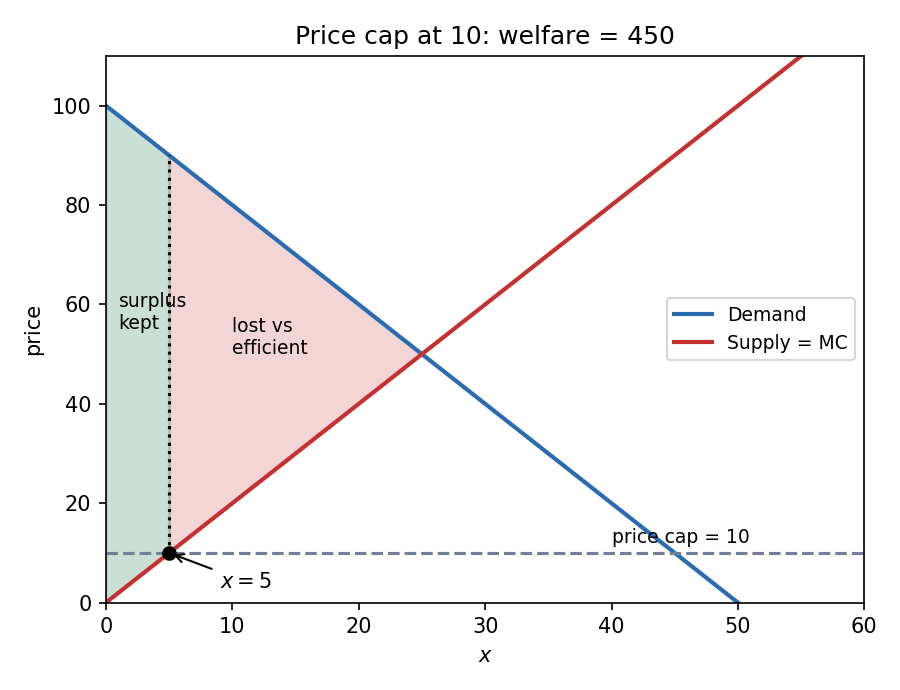 Price cap at 10: welfare = 450
price
100
80
60
40
20
0
surplus
kept
lost vs
efficient
Demand
Supply = MC
price cap = 10
x = 5
0 10 20 30 40 50 60
x